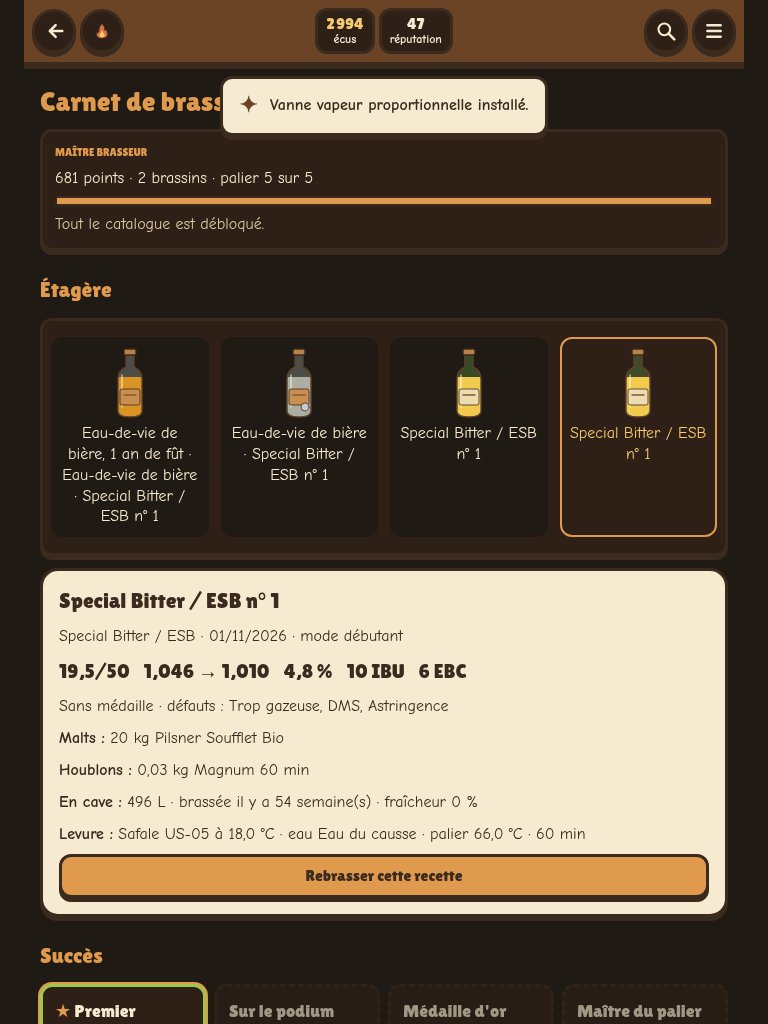 2 994
écus
47
réputation
Carnet de brass
Vanne vapeur proportionnelle installé.
MAÎTRE BRASSEUR
681 points · 2 brassins · palier 5 sur 5
Tout le catalogue est débloqué.
Étagère
Eau-de-vie de
bière, 1 an de fût ·
Eau-de-vie de bière
· Special Bitter /
ESB n° 1
Eau-de-vie de bière
· Special Bitter /
ESB n° 1
Special Bitter / ESB
n° 1
Special Bitter / ESB
n° 1
Special Bitter / ESB n° 1
Special Bitter / ESB · 01/11/2026 · mode débutant
19,5/50 1,046 → 1,010 4,8 % 10 IBU 6 EBC
Sans médaille · défauts : Trop gazeuse, DMS, Astringence
Malts : 20 kg Pilsner Soufflet Bio
Houblons : 0,03 kg Magnum 60 min
En cave : 496 L · brassée il y a 54 semaine(s) · fraîcheur 0 %
Levure : Safale US-05 à 18,0 °C · eau Eau du causse · palier 66,0 °C · 60 min
Rebrasser cette recette
Succès
★ Premier
Sur le podium
Médaille d'or
Maître du palier